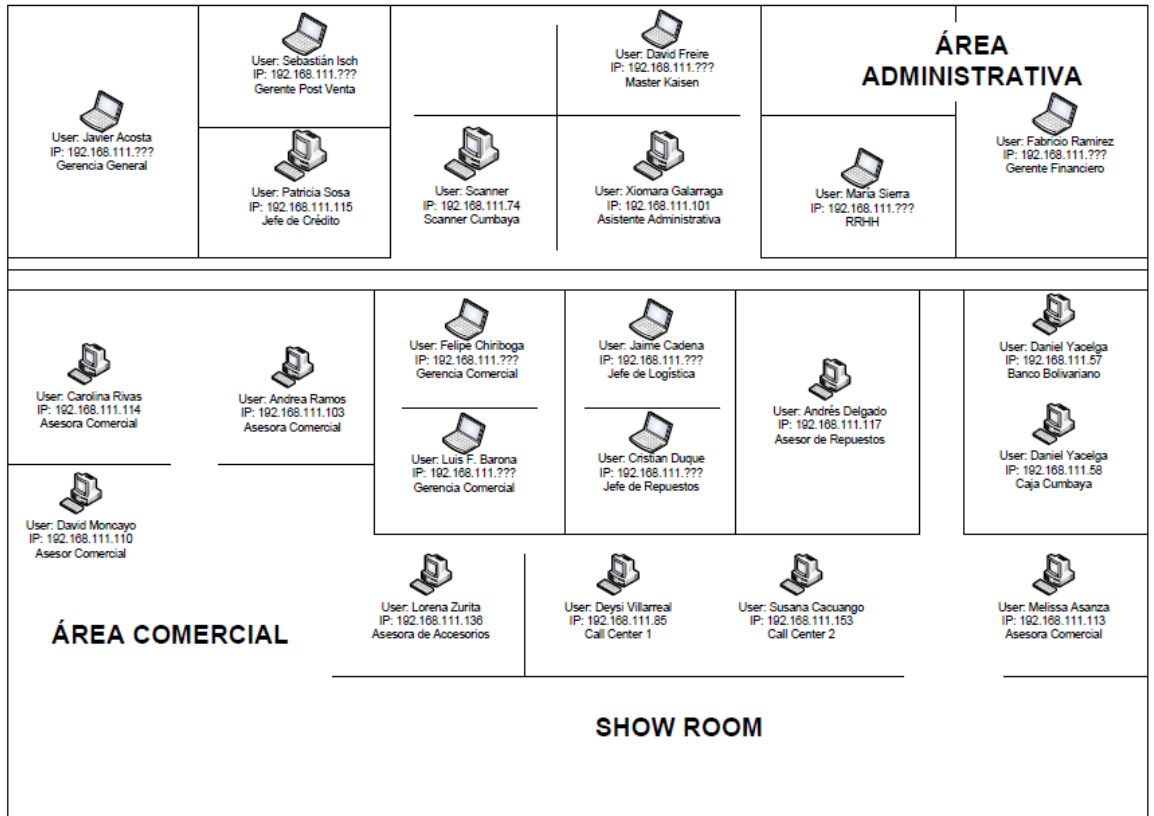 ÁREA
ADMINISTRATIVA
User: Javier Acosta
IP: 192.168.111.???
Gerencia General
User: Sebastián Isch
IP: 192.168.111.???
Gerente Post Venta
User: Patricia Sosa
IP: 192.168.111.115
Jefe de Crédito
User: David Freire
IP: 192.168.111.???
Master Kaisen
User: Scanner
IP: 192.168.111.74
Scanner Cumbaya
User: Xiomara Galarraga
IP: 192.168.111.101
Asistente Administrativa
User: María Sierra
IP: 192.168.111.???
RRHH
User: Fabricio Ramirez
IP: 192.168.111.???
Gerente Financiero
User: Carolina Rivas
IP: 192.168.111.114
Asesora Comercial
User: Andrea Ramos
IP: 192.168.111.103
Asesora Comercial
User: David Moncayo
IP: 192.168.111.110
Asesor Comercial
User: Felipe Chiriboga
IP: 192.168.111.???
Gerencia Comercial
User: Luis F. Barona
IP: 192.168.111.???
Gerencia Comercial
User: Jaime Cadena
IP: 192.168.111.???
Jefe de Logística
User: Cristian Duque
IP: 192.168.111.???
Jefe de Repuestos
User: Andrés Delgado
IP: 192.168.111.117
Asesor de Repuestos
User: Daniel Yacelga
IP: 192.168.111.57
Banco Bolivariano
User: Daniel Yacelga
IP: 192.168.111.58
Caja Cumbaya
ÁREA COMERCIAL
User: Lorena Zurita
IP: 192.168.111.136
Asesora de Accesorios
User: Deysi Villarreal
IP: 192.168.111.85
Call Center 1
User: Susana Cacuango
IP: 192.168.111.153
Call Center 2
User: Melissa Asanza
IP: 192.168.111.113
Asesora Comercial
SHOW ROOM